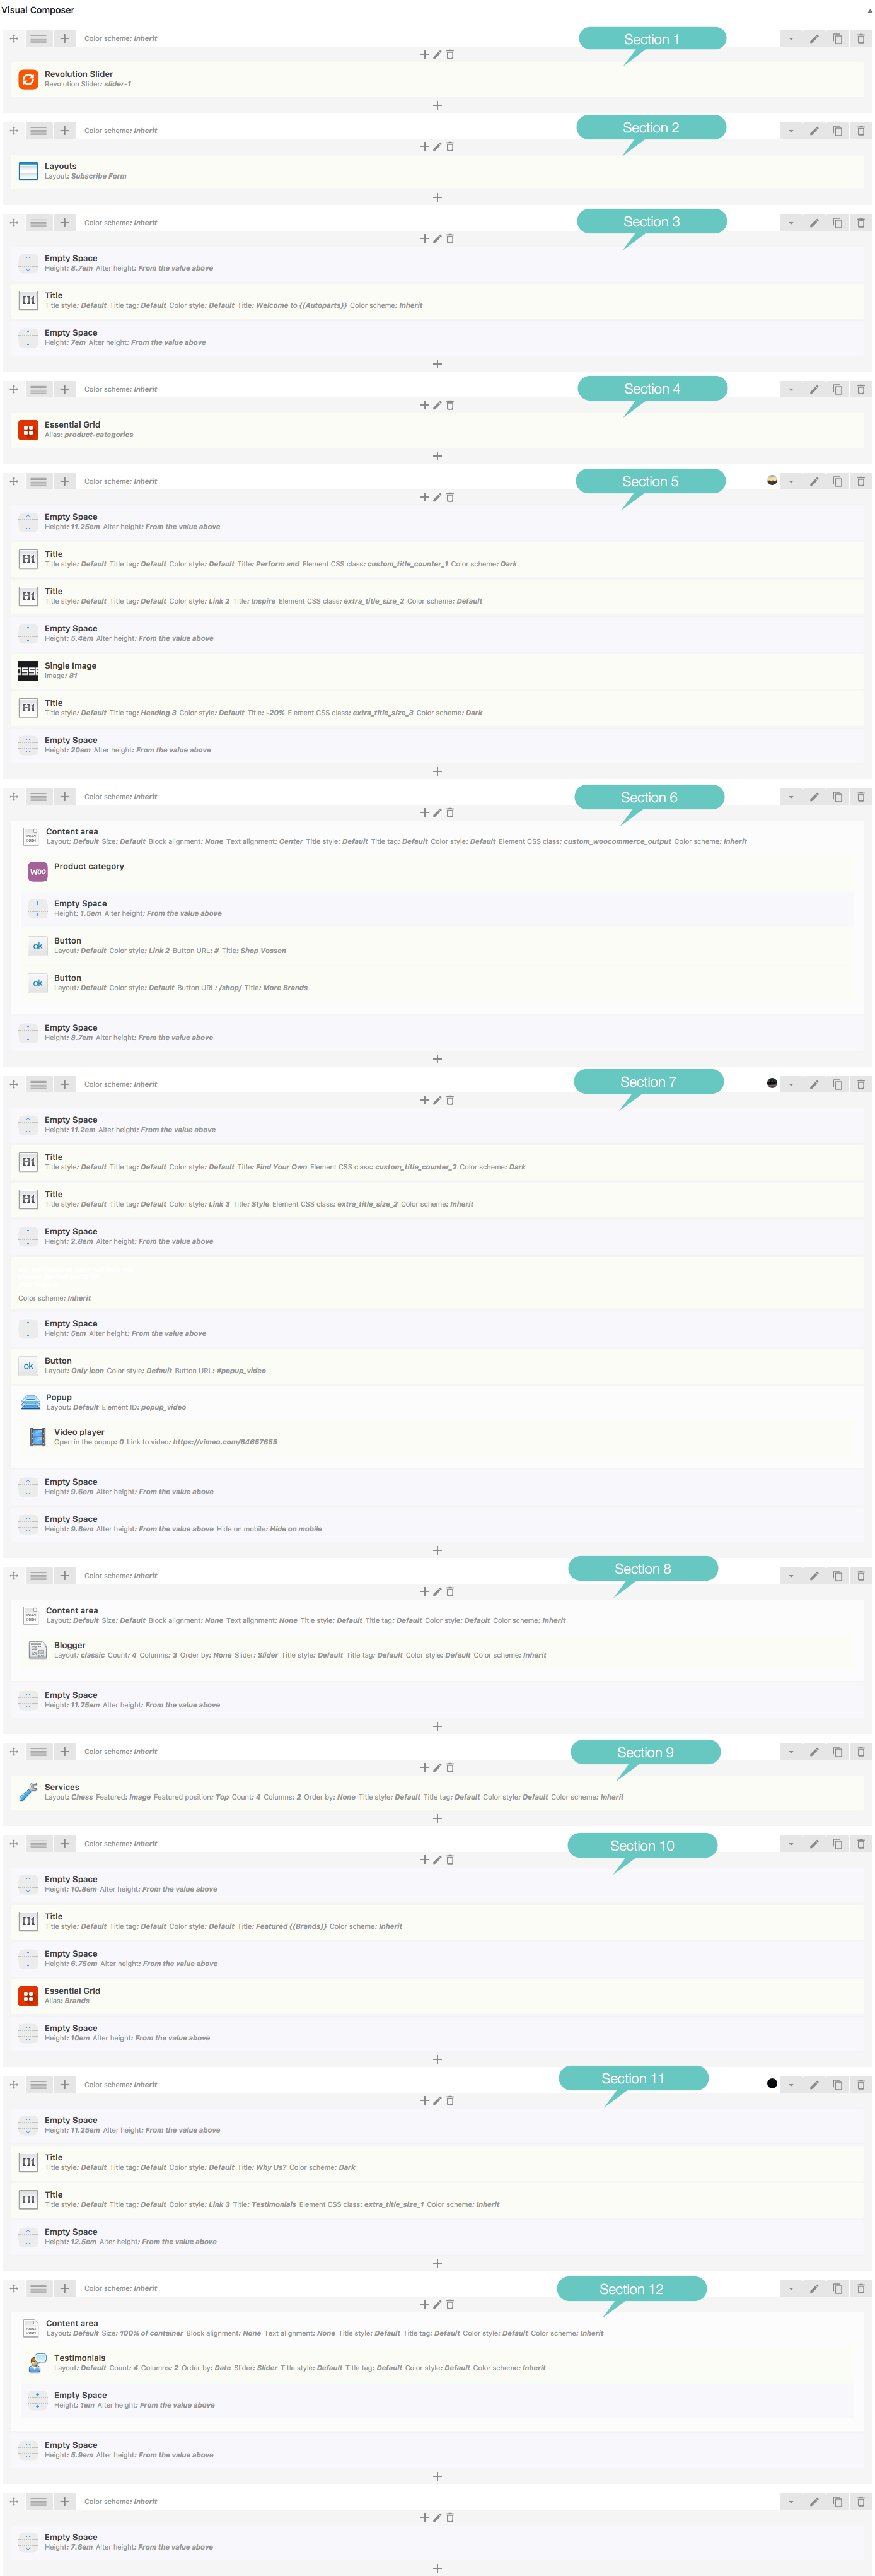 Visual Composer
Color scheme: Inherit
Section 1
Revolution Slider
Revolution Slider: slider-1
Color scheme: Inherit
Section 2
Layouts
Layout: Subscribe Form
Color scheme: Inherit
Section 3
Empty Space
Height: 8.7em Alter height: From the value above
H1
Title
Title style: Default Title tag: Default Color style: Default Title: Welcome to {{Autoparts}} Color scheme: Inherit
Empty Space
Height: 7em Alter height: From the value above
Color scheme: Inherit
Section 4
Essential Grid
Alias: product-categories
Color scheme: Inherit
Section 5
Empty Space
Height: 11.25em Alter height: From the value above
H1
Title
Title style: Default Title tag: Default Color style: Default Title: Perform and Element CSS class: custom_title_counter_1 Color scheme: Dark
H1
Title
Title style: Default Title tag: Default Color style: Link 2 Title: Inspire Element CSS class: extra_title_size_2 Color scheme: Default
Empty Space
Height: 5.4em Alter height: From the value above
Single Image
Image: 81
H1
Title
Title style: Default Title tag: Heading 3 Color style: Default Title: -20% Element CSS class: extra_title_size_3 Color scheme: Dark
Empty Space
Height: 20em Alter height: From the value above
Color scheme: Inherit
Section 6
Content area
Layout: Default Size: Default Block alignment: None Text alignment: Center Title style: Default Title tag: Default Color style: Default Element CSS class: custom_woocommerce_output Color scheme: Inherit
Woo
Product category
Empty Space
Height: 1.5em Alter height: From the value above
ok
Button
Layout: Default Color style: Link 2 Button URL: # Title: Shop Vossen
ok
Button
Layout: Default Color style: Default Button URL: /shop/ Title: More Brands
Empty Space
Height: 8.7em Alter height: From the value above
Color scheme: Inherit
Section 7
Empty Space
Height: 11.2em Alter height: From the value above
H1
Title
Title style: Default Title tag: Default Color style: Default Title: Find Your Own Element CSS class: custom_title_counter_2 Color scheme: Dark
H1
Title
Title style: Default Title tag: Default Color style: Link 3 Title: Style Element CSS class: extra_title_size_2 Color scheme: Inherit
Empty Space
Height: 2.8em Alter height: From the value above
Color scheme: Inherit
Empty Space
Height: 5em Alter height: From the value above
ok
Button
Layout: Only icon Color style: Default Button URL: #popup_video
Popup
Layout: Default Element ID: popup_video
Video player
Open in the popup: 0 Link to video: https://vimeo.com/64657655
Empty Space
Height: 9.6em Alter height: From the value above
Empty Space
Height: 9.6em Alter height: From the value above Hide on mobile: Hide on mobile
Color scheme: Inherit
Section 8
Content area
Layout: Default Size: Default Block alignment: None Text alignment: None Title style: Default Title tag: Default Color style: Default Color scheme: Inherit
Blogger
Layout: classic Count: 4 Columns: 3 Order by: None Slider: Slider Title style: Default Title tag: Default Color style: Default Color scheme: Inherit
Empty Space
Height: 11.75em Alter height: From the value above
Color scheme: Inherit
Section 9
Services
Layout: Chess Featured: Image Featured position: Top Count: 4 Columns: 2 Order by: None Title style: Default Title tag: Default Color style: Default Color scheme: Inherit
Color scheme: Inherit
Section 10
Empty Space
Height: 10.8em Alter height: From the value above
H1
Title
Title style: Default Title tag: Default Color style: Default Title: Featured {{Brands}} Color scheme: Inherit
Empty Space
Height: 6.75em Alter height: From the value above
Essential Grid
Alias: Brands
Empty Space
Height: 10em Alter height: From the value above
Color scheme: Inherit
Section 11
Empty Space
Height: 11.25em Alter height: From the value above
H1
Title
Title style: Default Title tag: Default Color style: Default Title: Why Us? Color scheme: Dark
H1
Title
Title style: Default Title tag: Default Color style: Link 3 Title: Testimonials Element CSS class: extra_title_size_1 Color scheme: Inherit
Empty Space
Height: 12.5em Alter height: From the value above
Color scheme: Inherit
Section 12
Content area
Layout: Default Size: 100% of container Block alignment: None Text alignment: None Title style: Default Title tag: Default Color style: Default Color scheme: Inherit
Testimonials
Layout: Default Count: 4 Columns: 2 Order by: Date Slider: Slider Title style: Default Title tag: Default Color style: Default Color scheme: Inherit
Empty Space
Height: 1em Alter height: From the value above
Empty Space
Height: 5.9em Alter height: From the value above
Color scheme: Inherit
Empty Space
Height: 7.6em Alter height: From the value above